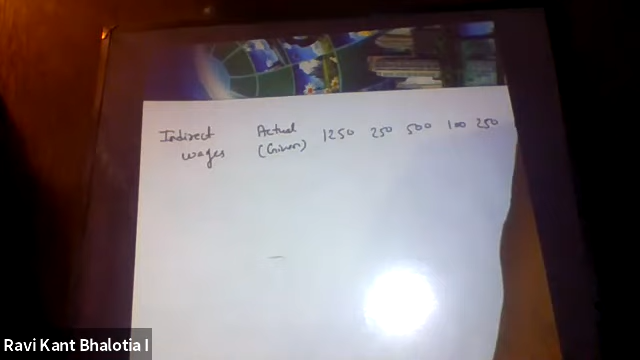 Indirect Actual 1250 250 500 100 250
wages (Given)
Ravi Kant Bhalotia I